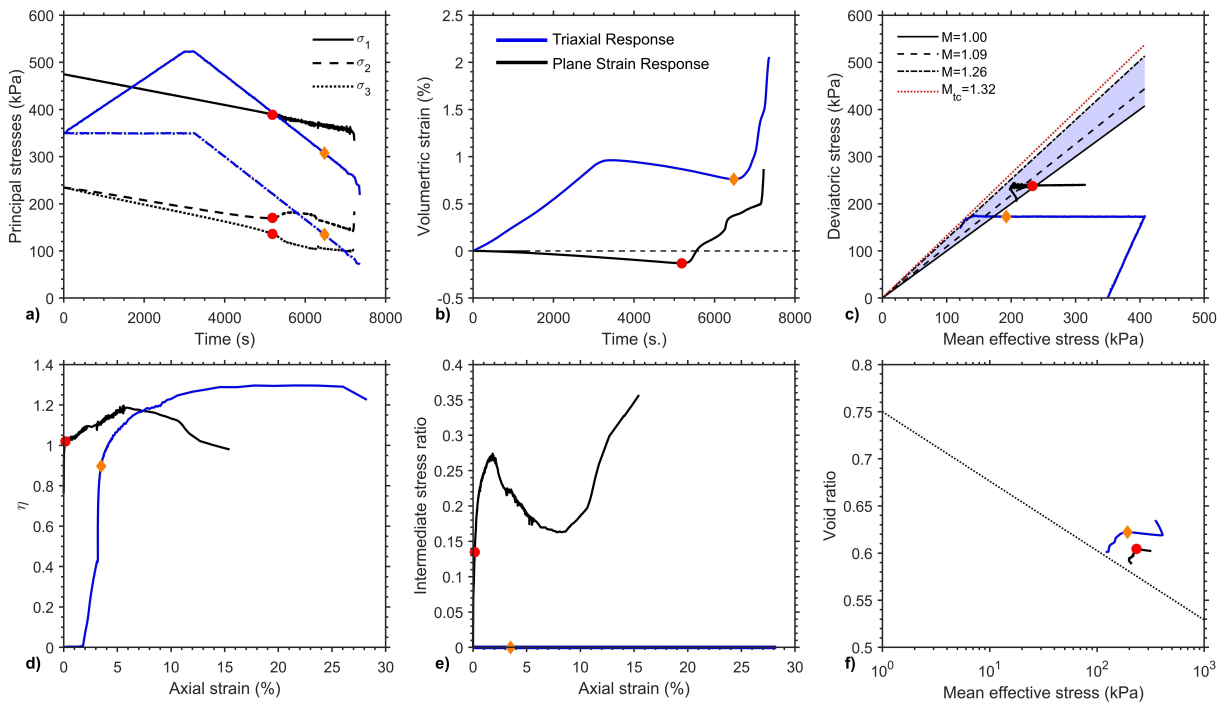 600
500
400
300
200
100
0
Principal stresses (kPa)
σ1
σ2
σ3
0 2000 4000 6000 8000
Time (s)
a)
2.5
2
1.5
1
0.5
0
-0.5
Volumertric strain (%)
Triaxial Response
Plane Strain Response
0 2000 4000 6000 8000
Time (s.)
b)
600
500
400
300
200
100
0
Deviatoric stress (kPa)
M=1.00
M=1.09
M=1.26
Mtc=1.32
0 100 200 300 400 500
Mean effective stress (kPa)
c)
1.4
1.2
1
0.8
0.6
0.4
0.2
0
η
0 5 10 15 20 25 30
Axial strain (%)
d)
0.4
0.35
0.3
0.25
0.2
0.15
0.1
0.05
0
Intermediate stress ratio
0 5 10 15 20 25 30
Axial strain (%)
e)
0.8
0.75
0.7
0.65
0.6
0.55
0.5
Void ratio
10^0 10^1 10^2 10^3
Mean effective stress (kPa)
f)